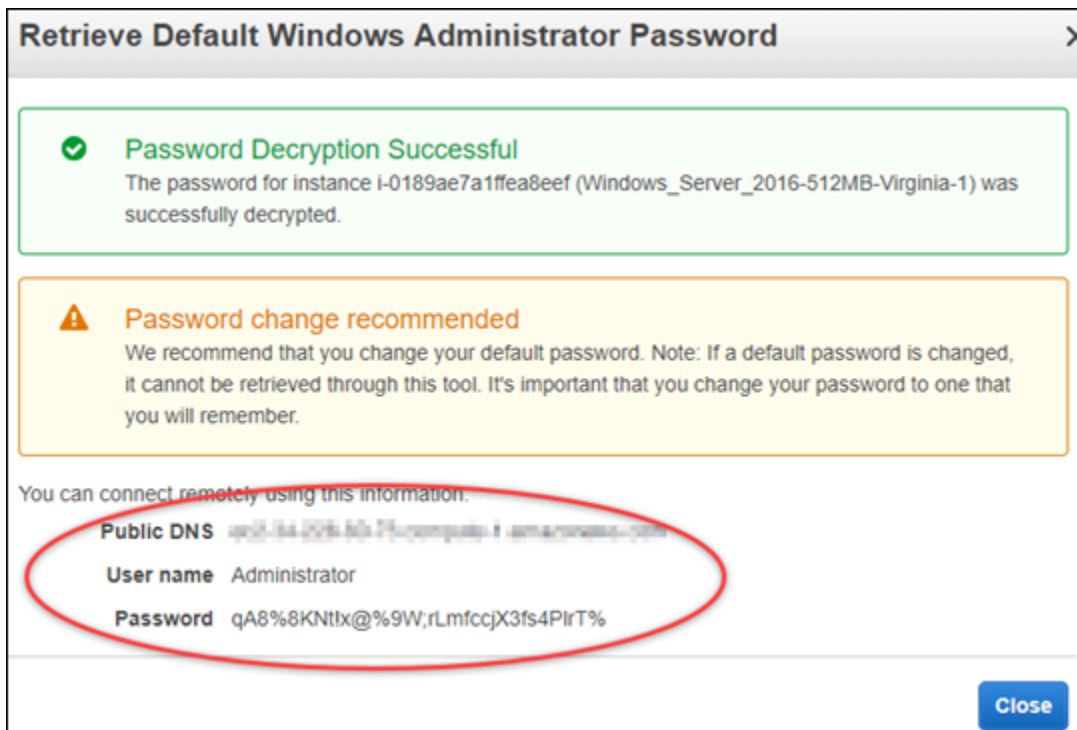 Retrieve Default Windows Administrator Password
Password Decryption Successful
The password for instance i-0189ae7a1ffea8eef (Windows_Server_2016-512MB-Virginia-1) was
successfully decrypted.
Password change recommended
We recommend that you change your default password. Note: If a default password is changed,
it cannot be retrieved through this tool. It's important that you change your password to one that
you will remember.
You can connect remotely using this information:
Public DNS
User name Administrator
Password qA8%8KNtIx@%9W;rLmfccjX3fs4PIrT%
Close